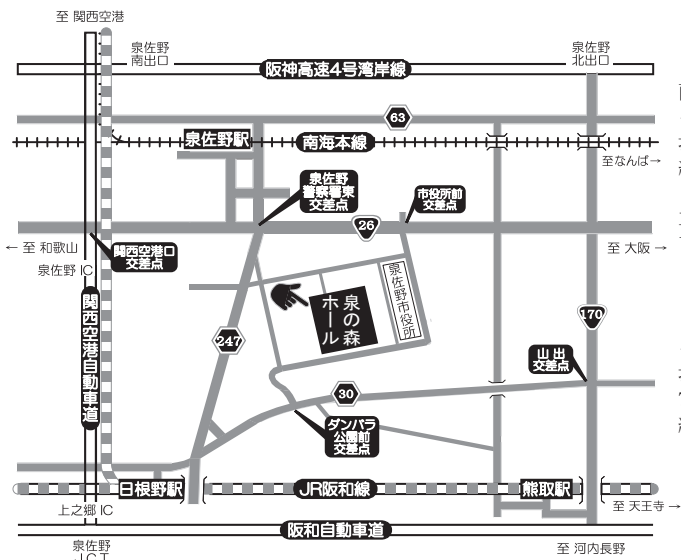 至 関西空港
泉佐野
南出口
泉佐野
北出口
阪神高速4号湾岸線
63
泉佐野駅
南海本線
至なんば→
泉佐野
警察署東
交差点
市役所前
交差点
26
← 至 和歌山
関西空港口
交差点
至 大阪 →
泉佐野 IC
泉佐野市役所
泉の森
ホール
関西空港自動車道
247
170
山出
交差点
30
ダンバラ
公園前
交差点
日根野駅
JR阪和線
熊取駅
上之郷 IC
至 天王寺 →
阪和自動車道
泉佐野
J.C.T
至 河内長野